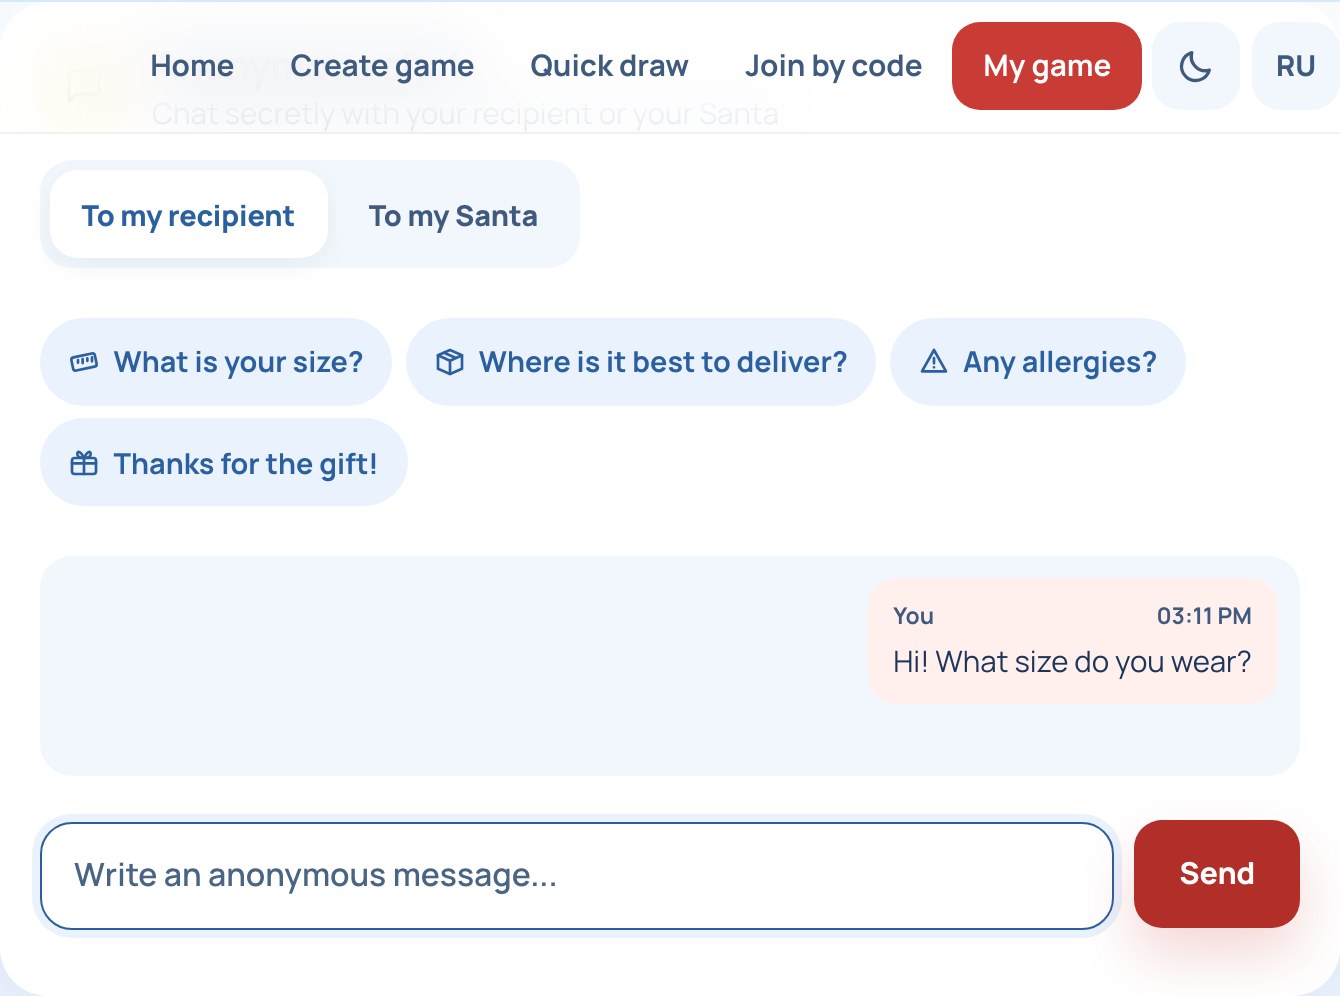 Home Create game Quick draw Join by code My game RU
Chat secretly with your recipient or your Santa
To my recipient To my Santa
What is your size? Where is it best to deliver? Any allergies?
Thanks for the gift!
You 03:11 PM
Hi! What size do you wear?
Write an anonymous message...
Send